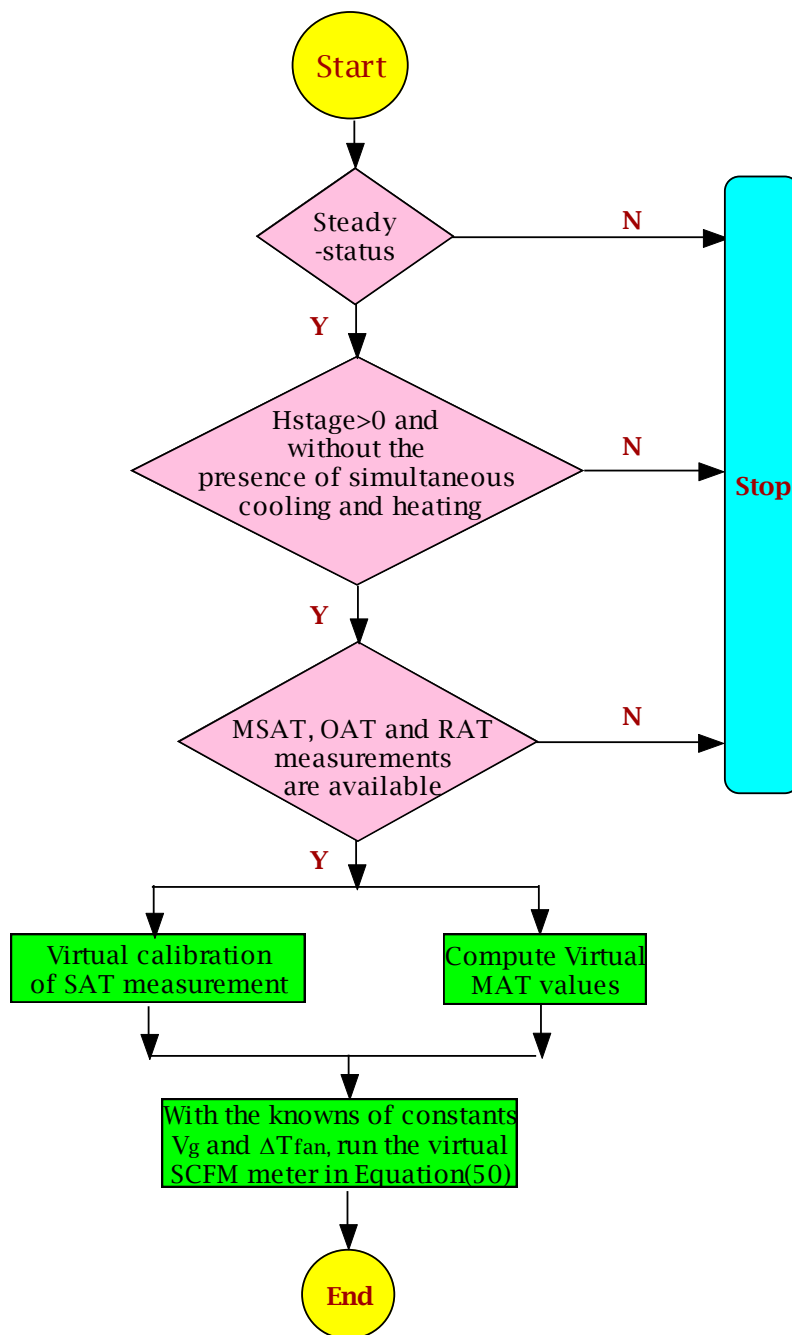 Start
Steady
-status
N
Y
Hstage>0 and
without the
presence of simultaneous
cooling and heating
N
Stop
Y
MSAT, OAT and RAT
measurements
are available
N
Y
Virtual calibration
of SAT measurement
Compute Virtual
MAT values
With the knowns of constants
Vg and ΔTfan, run the virtual
SCFM meter in Equation(50)
End